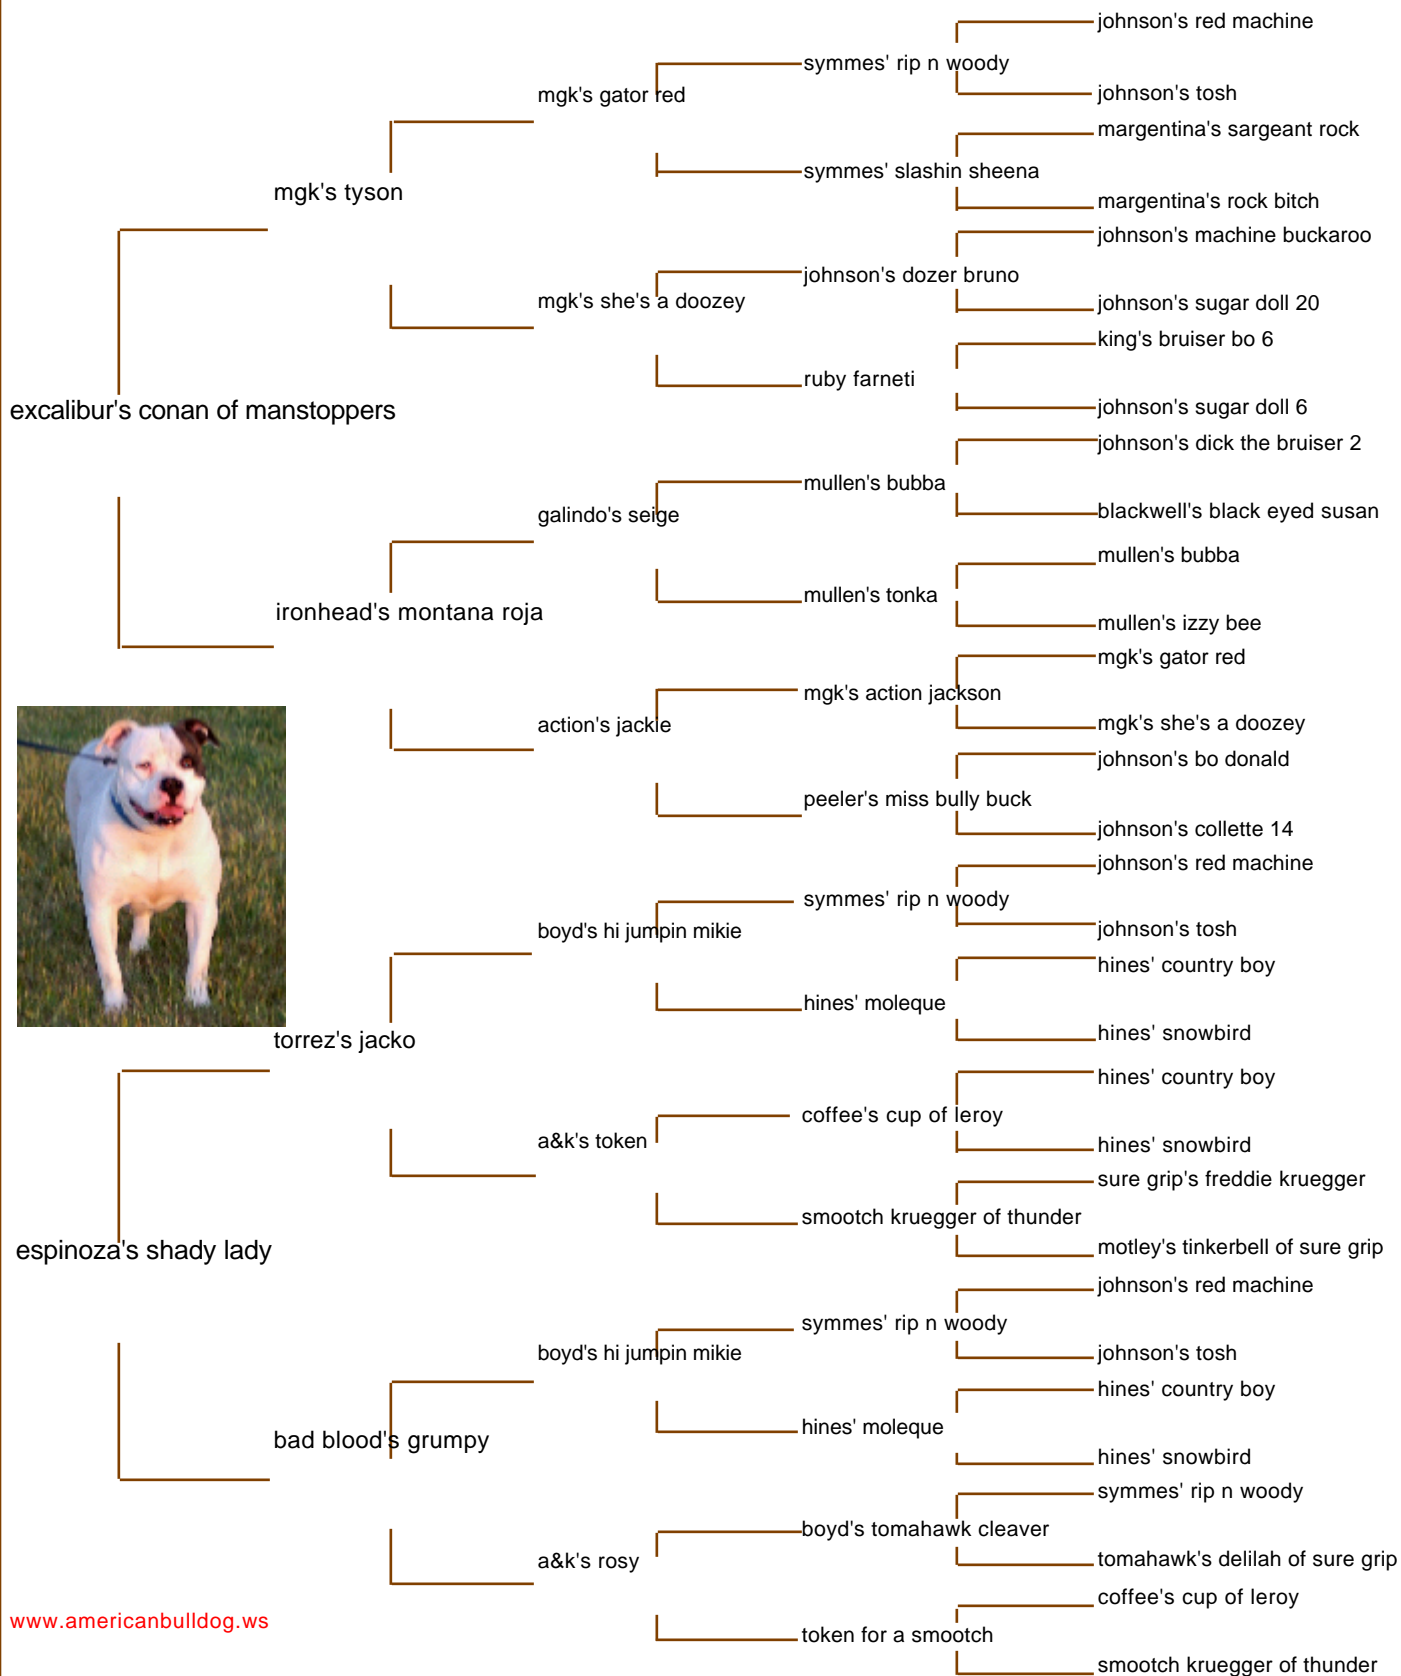 johnson's red machine
symmes' rip n woody
mgk's gator red
johnson's tosh
margentina's sargeant rock
symmes' slashin sheena
mgk's tyson
margentina's rock bitch
johnson's machine buckaroo
johnson's dozer bruno
mgk's she's a doozey
johnson's sugar doll 20
king's bruiser bo 6
ruby farneti
excalibur's conan of manstoppers
johnson's sugar doll 6
johnson's dick the bruiser 2
mullen's bubba
galindo's seige
blackwell's black eyed susan
mullen's bubba
mullen's tonka
ironhead's montana roja
mullen's izzy bee
mgk's gator red
mgk's action jackson
action's jackie
mgk's she's a doozey
johnson's bo donald
peeler's miss bully buck
johnson's collette 14
johnson's red machine
symmes' rip n woody
boyd's hi jumpin mikie
johnson's tosh
hines' country boy
hines' moleque
torrez's jacko
hines' snowbird
hines' country boy
coffee's cup of leroy
a&k's token
hines' snowbird
sure grip's freddie kruegger
smootch kruegger of thunder
espinoza's shady lady
motley's tinkerbell of sure grip
johnson's red machine
symmes' rip n woody
boyd's hi jumpin mikie
johnson's tosh
hines' country boy
hines' moleque
bad blood's grumpy
hines' snowbird
symmes' rip n woody
boyd's tomahawk cleaver
a&k's rosy
tomahawk's delilah of sure grip
coffee's cup of leroy
www.americanbulldog.ws
token for a smootch
smootch kruegger of thunder